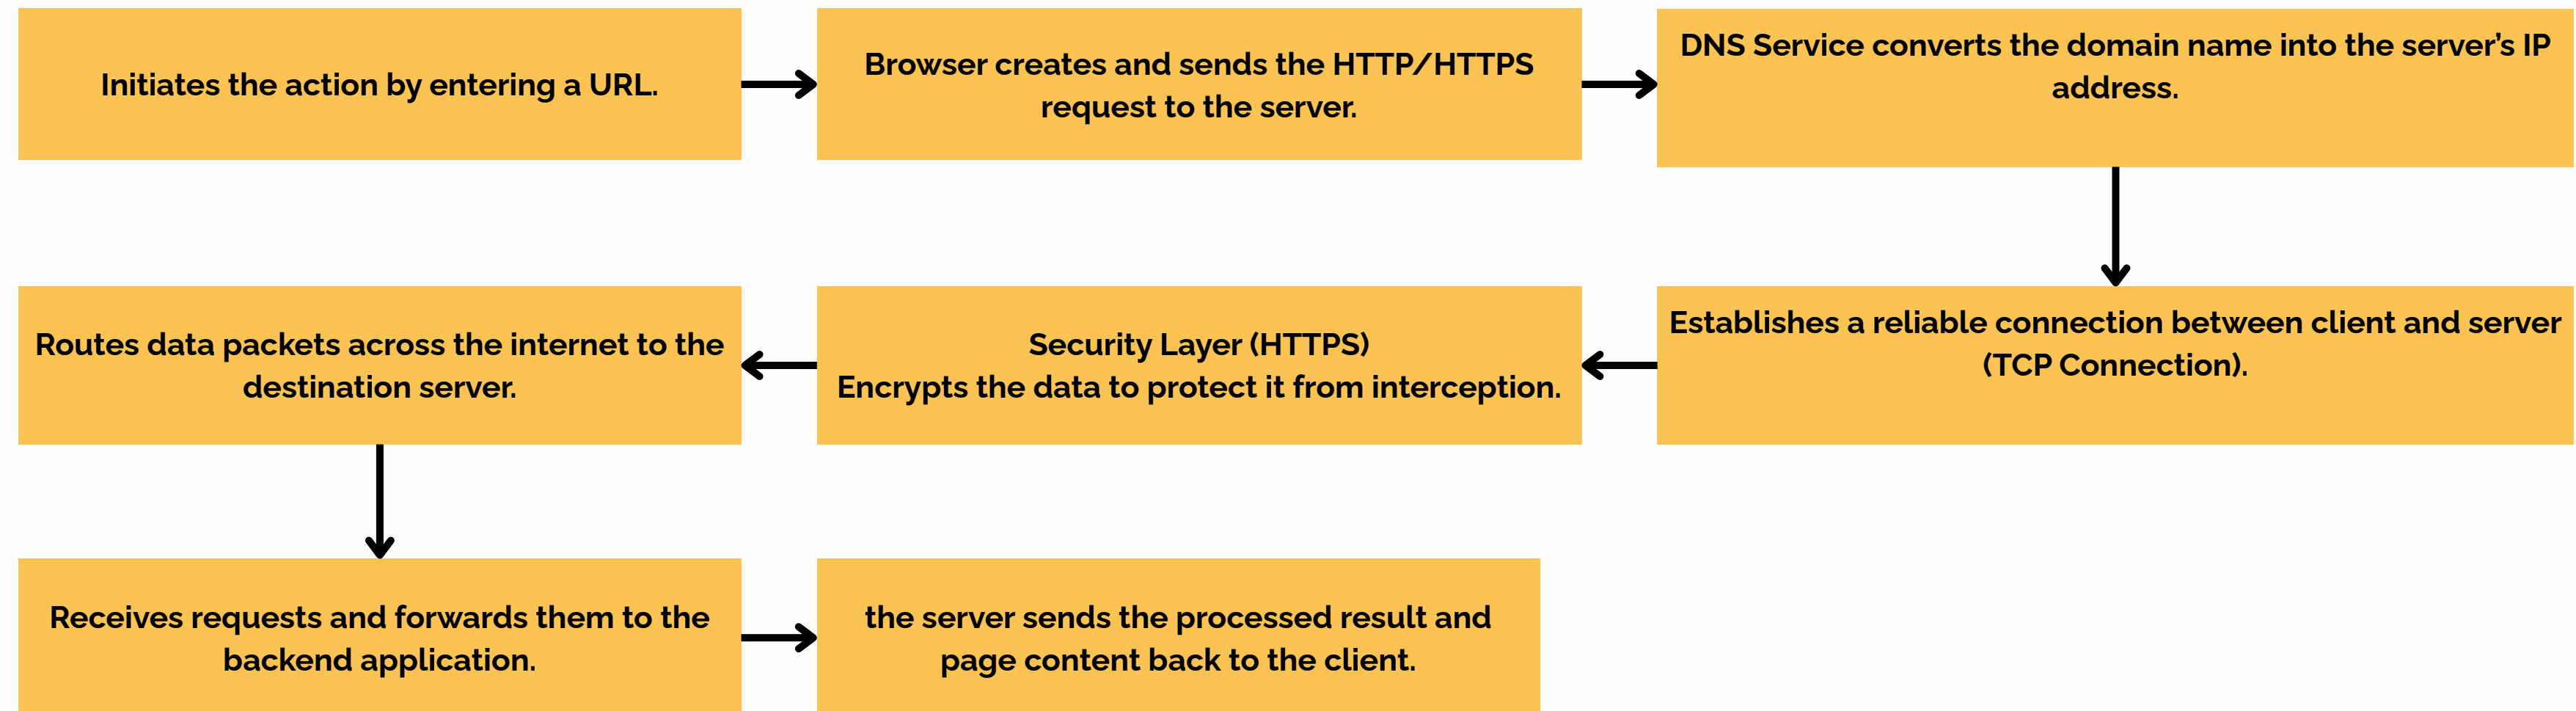 Initiates the action by entering a URL.
Browser creates and sends the HTTP/HTTPS
request to the server.
DNS Service converts the domain name into the server’s IP
address.
Establishes a reliable connection between client and server
(TCP Connection).
Security Layer (HTTPS)
Encrypts the data to protect it from interception.
Routes data packets across the internet to the
destination server.
Receives requests and forwards them to the
backend application.
the server sends the processed result and
page content back to the client.